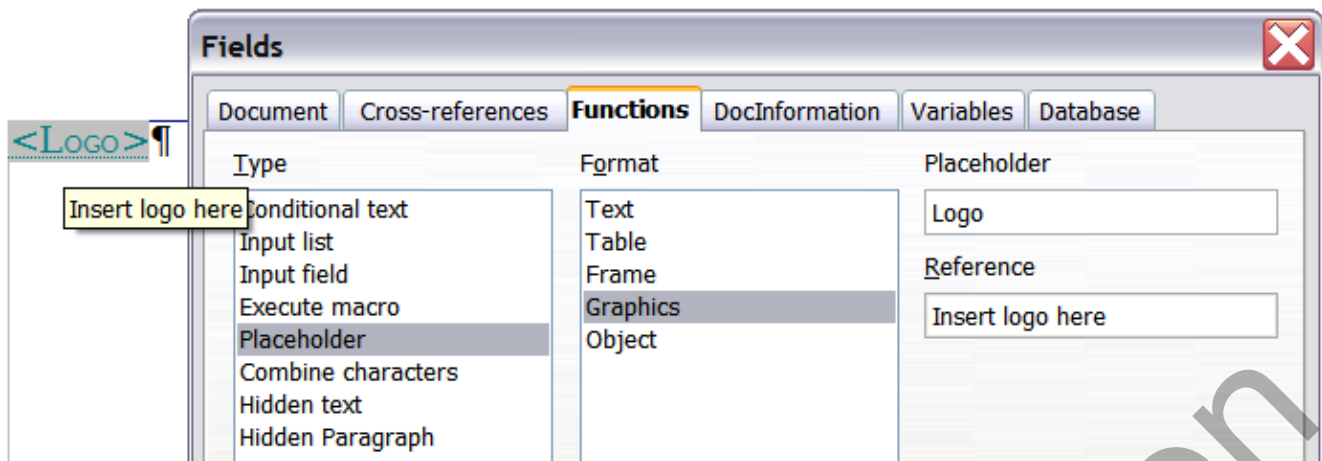 Fields
Document Cross-references Functions DocInformation Variables Database
<Logo>¶
Insert logo here
Type
Conditional text
Input list
Input field
Execute macro
Placeholder
Combine characters
Hidden text
Hidden Paragraph
Format
Text
Table
Frame
Graphics
Object
Placeholder
Logo
Reference
Insert logo here